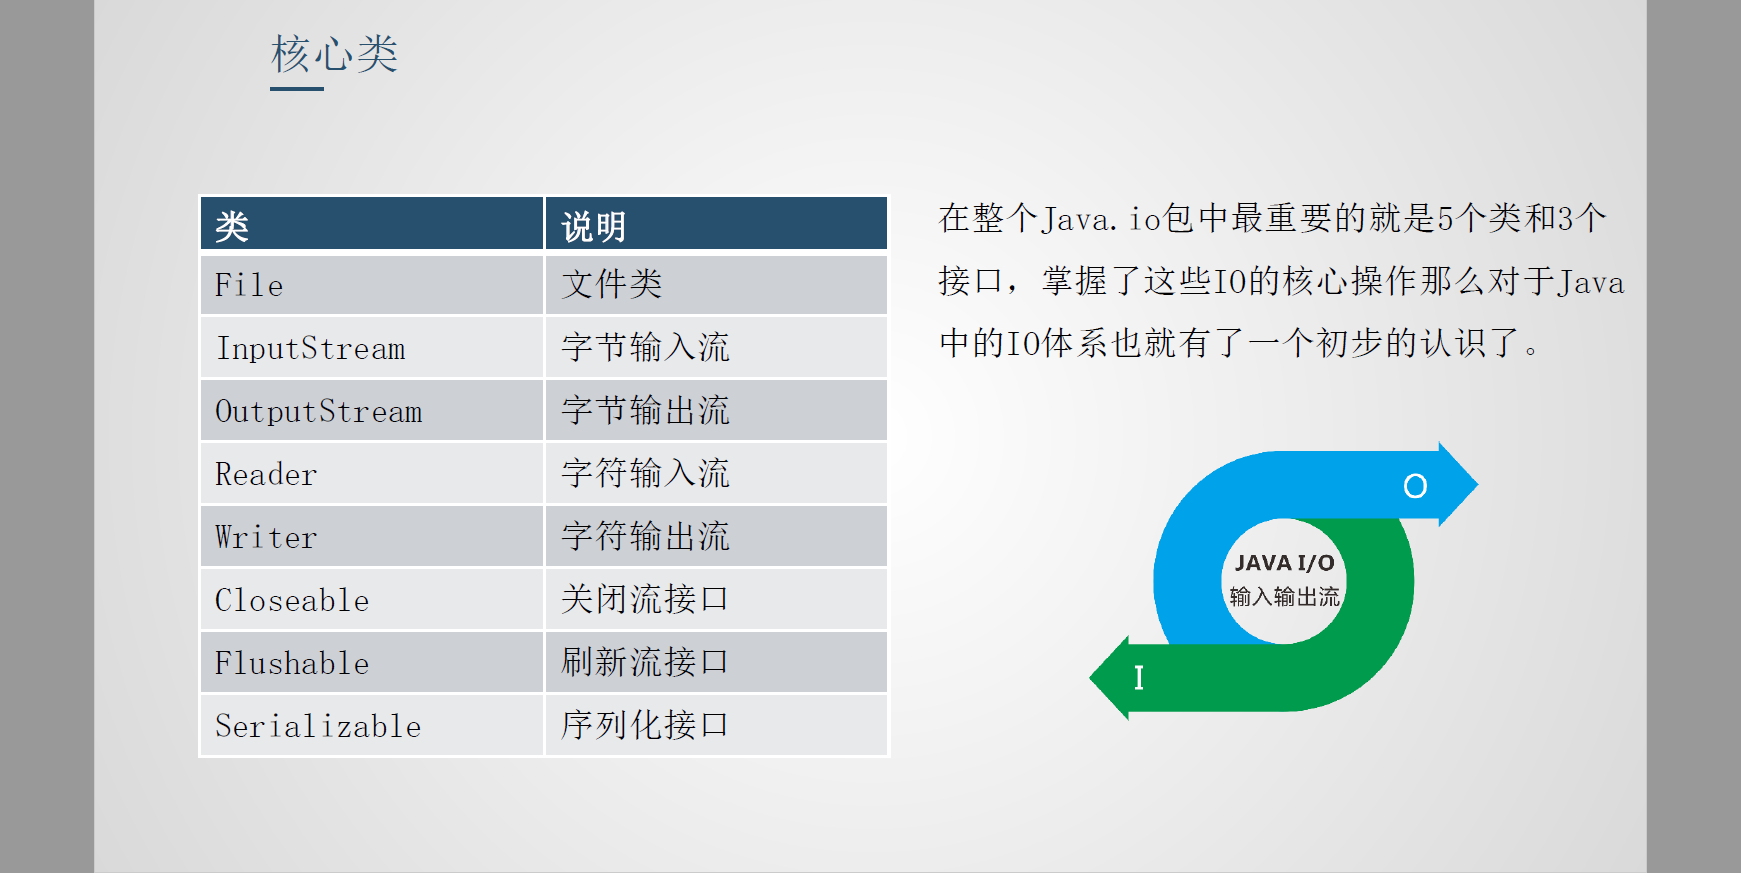 核心类
类 说明
File 文件类
InputStream 字节输入流
OutputStream 字节输出流
Reader 字符输入流
Writer 字符输出流
Closeable 关闭流接口
Flushable 刷新流接口
Serializable 序列化接口
在整个Java.io包中最重要的就是5个类和3个
接口，掌握了这些IO的核心操作那么对于Java
中的IO体系也就有了一个初步的认识了。
O
JAVA I/O
输入输出流
I